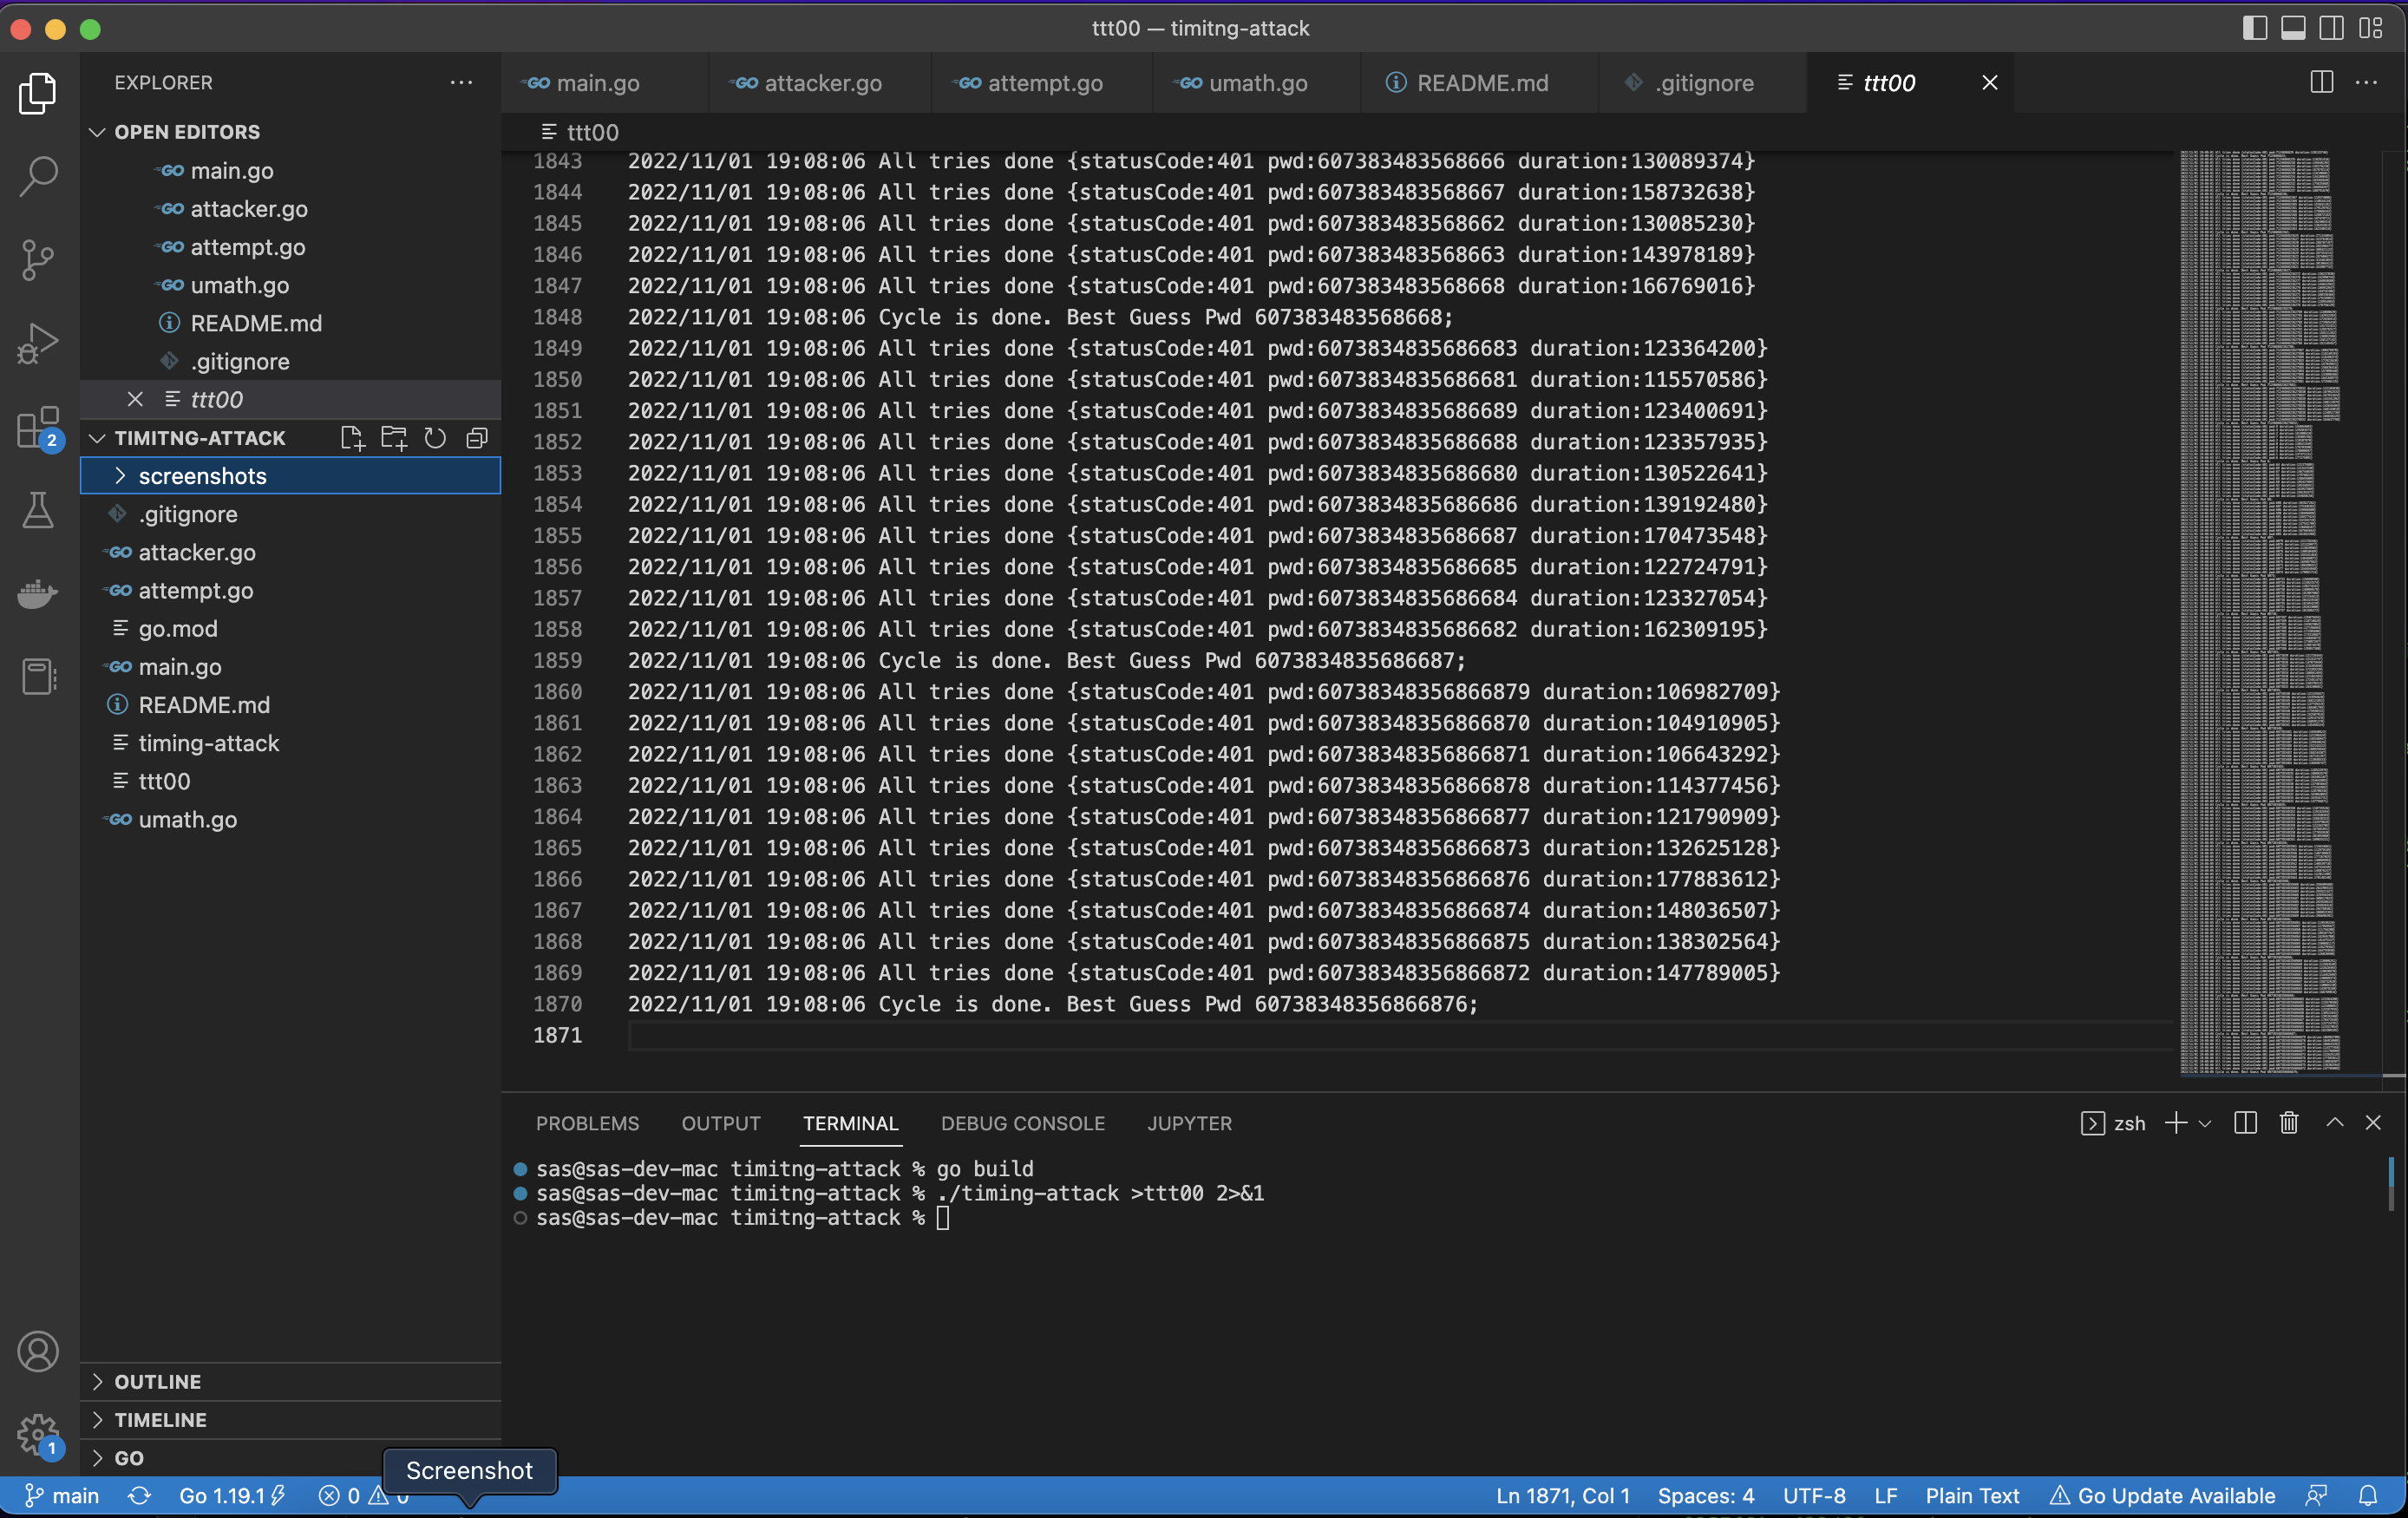 ttt00 — timitng-attack
EXPLORER
OPEN EDITORS
main.go
attacker.go
attempt.go
umath.go
README.md
.gitignore
ttt00
TIMITNG-ATTACK
screenshots
.gitignore
attacker.go
attempt.go
go.mod
main.go
README.md
timing-attack
ttt00
umath.go
OUTLINE
TIMELINE
GO
2
1
main.go attacker.go attempt.go umath.go README.md .gitignore ttt00
ttt00
1843 2022/11/01 19:08:06 All tries done {statusCode:401 pwd:607383483568666 duration:130089374}
1844 2022/11/01 19:08:06 All tries done {statusCode:401 pwd:607383483568667 duration:158732638}
1845 2022/11/01 19:08:06 All tries done {statusCode:401 pwd:607383483568662 duration:130085230}
1846 2022/11/01 19:08:06 All tries done {statusCode:401 pwd:607383483568663 duration:143978189}
1847 2022/11/01 19:08:06 All tries done {statusCode:401 pwd:607383483568668 duration:166769016}
1848 2022/11/01 19:08:06 Cycle is done. Best Guess Pwd 607383483568668;
1849 2022/11/01 19:08:06 All tries done {statusCode:401 pwd:6073834835686683 duration:123364200}
1850 2022/11/01 19:08:06 All tries done {statusCode:401 pwd:6073834835686681 duration:115570586}
1851 2022/11/01 19:08:06 All tries done {statusCode:401 pwd:6073834835686689 duration:123400691}
1852 2022/11/01 19:08:06 All tries done {statusCode:401 pwd:6073834835686688 duration:123357935}
1853 2022/11/01 19:08:06 All tries done {statusCode:401 pwd:6073834835686680 duration:130522641}
1854 2022/11/01 19:08:06 All tries done {statusCode:401 pwd:6073834835686686 duration:139192480}
1855 2022/11/01 19:08:06 All tries done {statusCode:401 pwd:6073834835686687 duration:170473548}
1856 2022/11/01 19:08:06 All tries done {statusCode:401 pwd:6073834835686685 duration:122724791}
1857 2022/11/01 19:08:06 All tries done {statusCode:401 pwd:6073834835686684 duration:123327054}
1858 2022/11/01 19:08:06 All tries done {statusCode:401 pwd:6073834835686682 duration:162309195}
1859 2022/11/01 19:08:06 Cycle is done. Best Guess Pwd 6073834835686687;
1860 2022/11/01 19:08:06 All tries done {statusCode:401 pwd:60738348356866879 duration:106982709}
1861 2022/11/01 19:08:06 All tries done {statusCode:401 pwd:60738348356866870 duration:104910905}
1862 2022/11/01 19:08:06 All tries done {statusCode:401 pwd:60738348356866871 duration:106643292}
1863 2022/11/01 19:08:06 All tries done {statusCode:401 pwd:60738348356866878 duration:114377456}
1864 2022/11/01 19:08:06 All tries done {statusCode:401 pwd:60738348356866877 duration:121790909}
1865 2022/11/01 19:08:06 All tries done {statusCode:401 pwd:60738348356866873 duration:132625128}
1866 2022/11/01 19:08:06 All tries done {statusCode:401 pwd:60738348356866876 duration:177883612}
1867 2022/11/01 19:08:06 All tries done {statusCode:401 pwd:60738348356866874 duration:148036507}
1868 2022/11/01 19:08:06 All tries done {statusCode:401 pwd:60738348356866875 duration:138302564}
1869 2022/11/01 19:08:06 All tries done {statusCode:401 pwd:60738348356866872 duration:147789005}
1870 2022/11/01 19:08:06 Cycle is done. Best Guess Pwd 60738348356866876;
1871
PROBLEMS OUTPUT TERMINAL DEBUG CONSOLE JUPYTER zsh
sas@sas-dev-mac timitng-attack % go build
sas@sas-dev-mac timitng-attack % ./timing-attack >ttt00 2>&1
sas@sas-dev-mac timitng-attack %
Screenshot
main Go 1.19.1 0 0 Ln 1871, Col 1 Spaces: 4 UTF-8 LF Plain Text Go Update Available